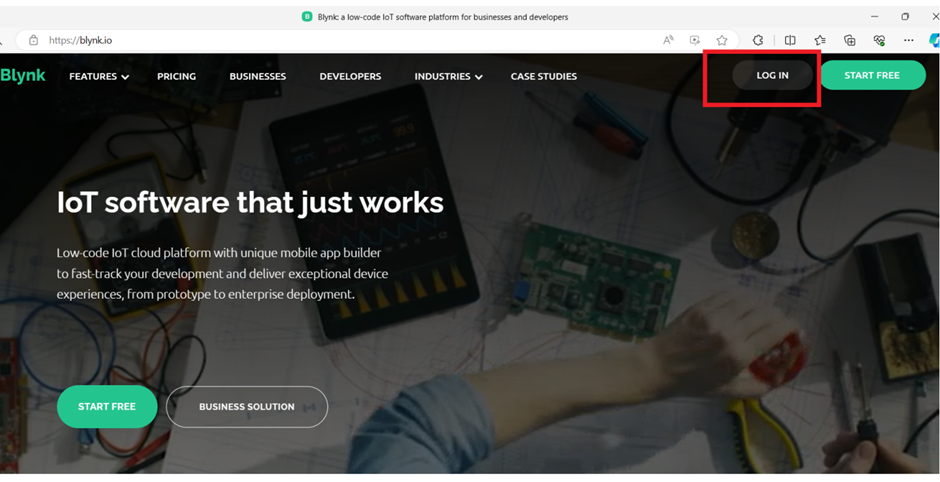 Blynk: a low-code IoT software platform for businesses and developers
https://blynk.io
Blynk FEATURES PRICING BUSINESSES DEVELOPERS INDUSTRIES CASE STUDIES LOG IN START FREE
IoT software that just works
Low-code IoT cloud platform with unique mobile app builder
to fast-track your development and deliver exceptional device
experiences, from prototype to enterprise deployment.
START FREE BUSINESS SOLUTION